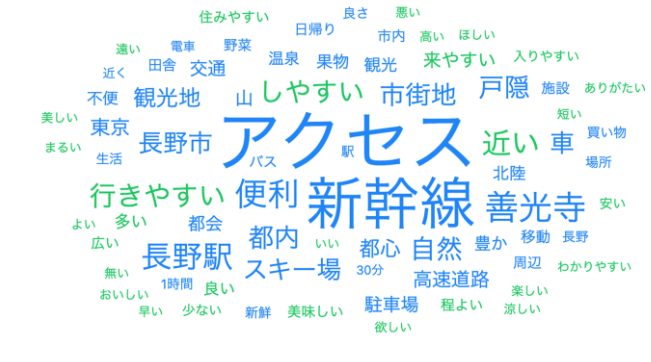 住みやすい 良さ 悪い
日帰り
遠い 電車 野菜 市内 高い ほしい
近く 田舎 交通 温泉 果物 観光 来やすい 入りやすい
不便 観光地 山 しやすい 市街地 戸隠 施設 ありがたい
美しい 東京 長野市 アクセス 近い 車 短い 買い物
まるい 生活 バス 駅 北陸 場所
行きやすい 便利 新幹線 善光寺 安い
よい 多い 都会 都内 いい 都心 自然 豊か 移動 長野
広い 長野駅 スキー場 30分 高速道路 周辺 わかりやすい
無い 1時間 良い 楽しい
おいしい 早い 少ない 新鮮 美味しい 駐車場 程よい 涼しい
欲しい